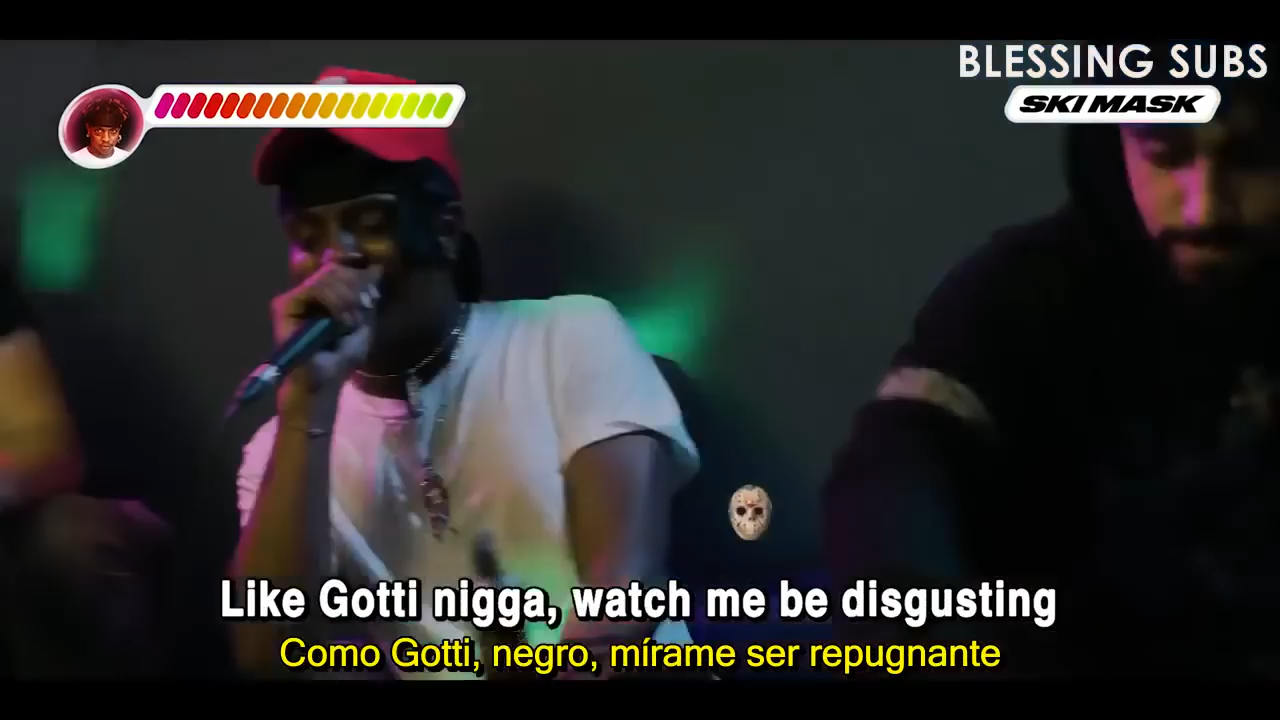 BLESSING SUBS
SKI MASK
Like Gotti nigga, watch me be disgusting
Como Gotti, negro, mírame ser repugnante